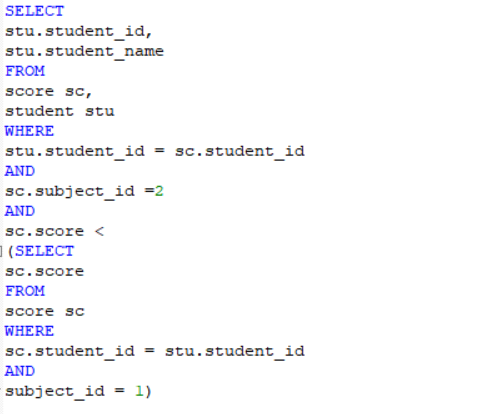 SELECT
stu.student_id,
stu.student_name
FROM
score sc,
student stu
WHERE
stu.student_id = sc.student_id
AND
sc.subject_id =2
AND
sc.score <
(SELECT
sc.score
FROM
score sc
WHERE
sc.student_id = stu.student_id
AND
subject_id = 1)